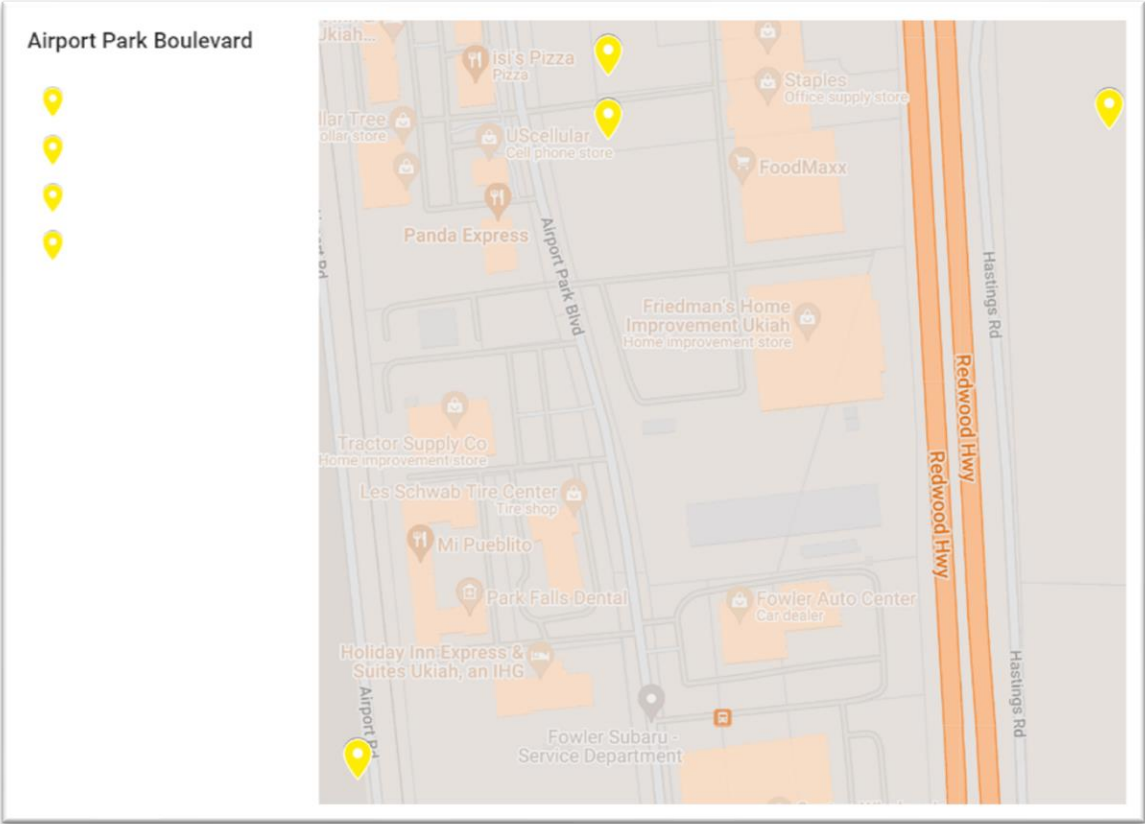 Airport Park Boulevard
Ukiah...
isl's Pizza
Pizza
Staples
Office supply store
llar Tree
ollar store
UScellular
Cell phone store
FoodMaxx
Panda Express
Airport Park Blvd
Hastings Rd
Friedman's Home
Improvement Ukiah
Home improvement store
Redwood Hwy
Redwood Hwy
Tractor Supply Co
Home improvement store
Les Schwab Tire Center
Tire shop
Mi Pueblito
Park Falls Dental
Fowler Auto Center
Car dealer
Holiday Inn Express &
Suites Ukiah, an IHG
Hastings Rd
Airport Rd
Fowler Subaru -
Service Department